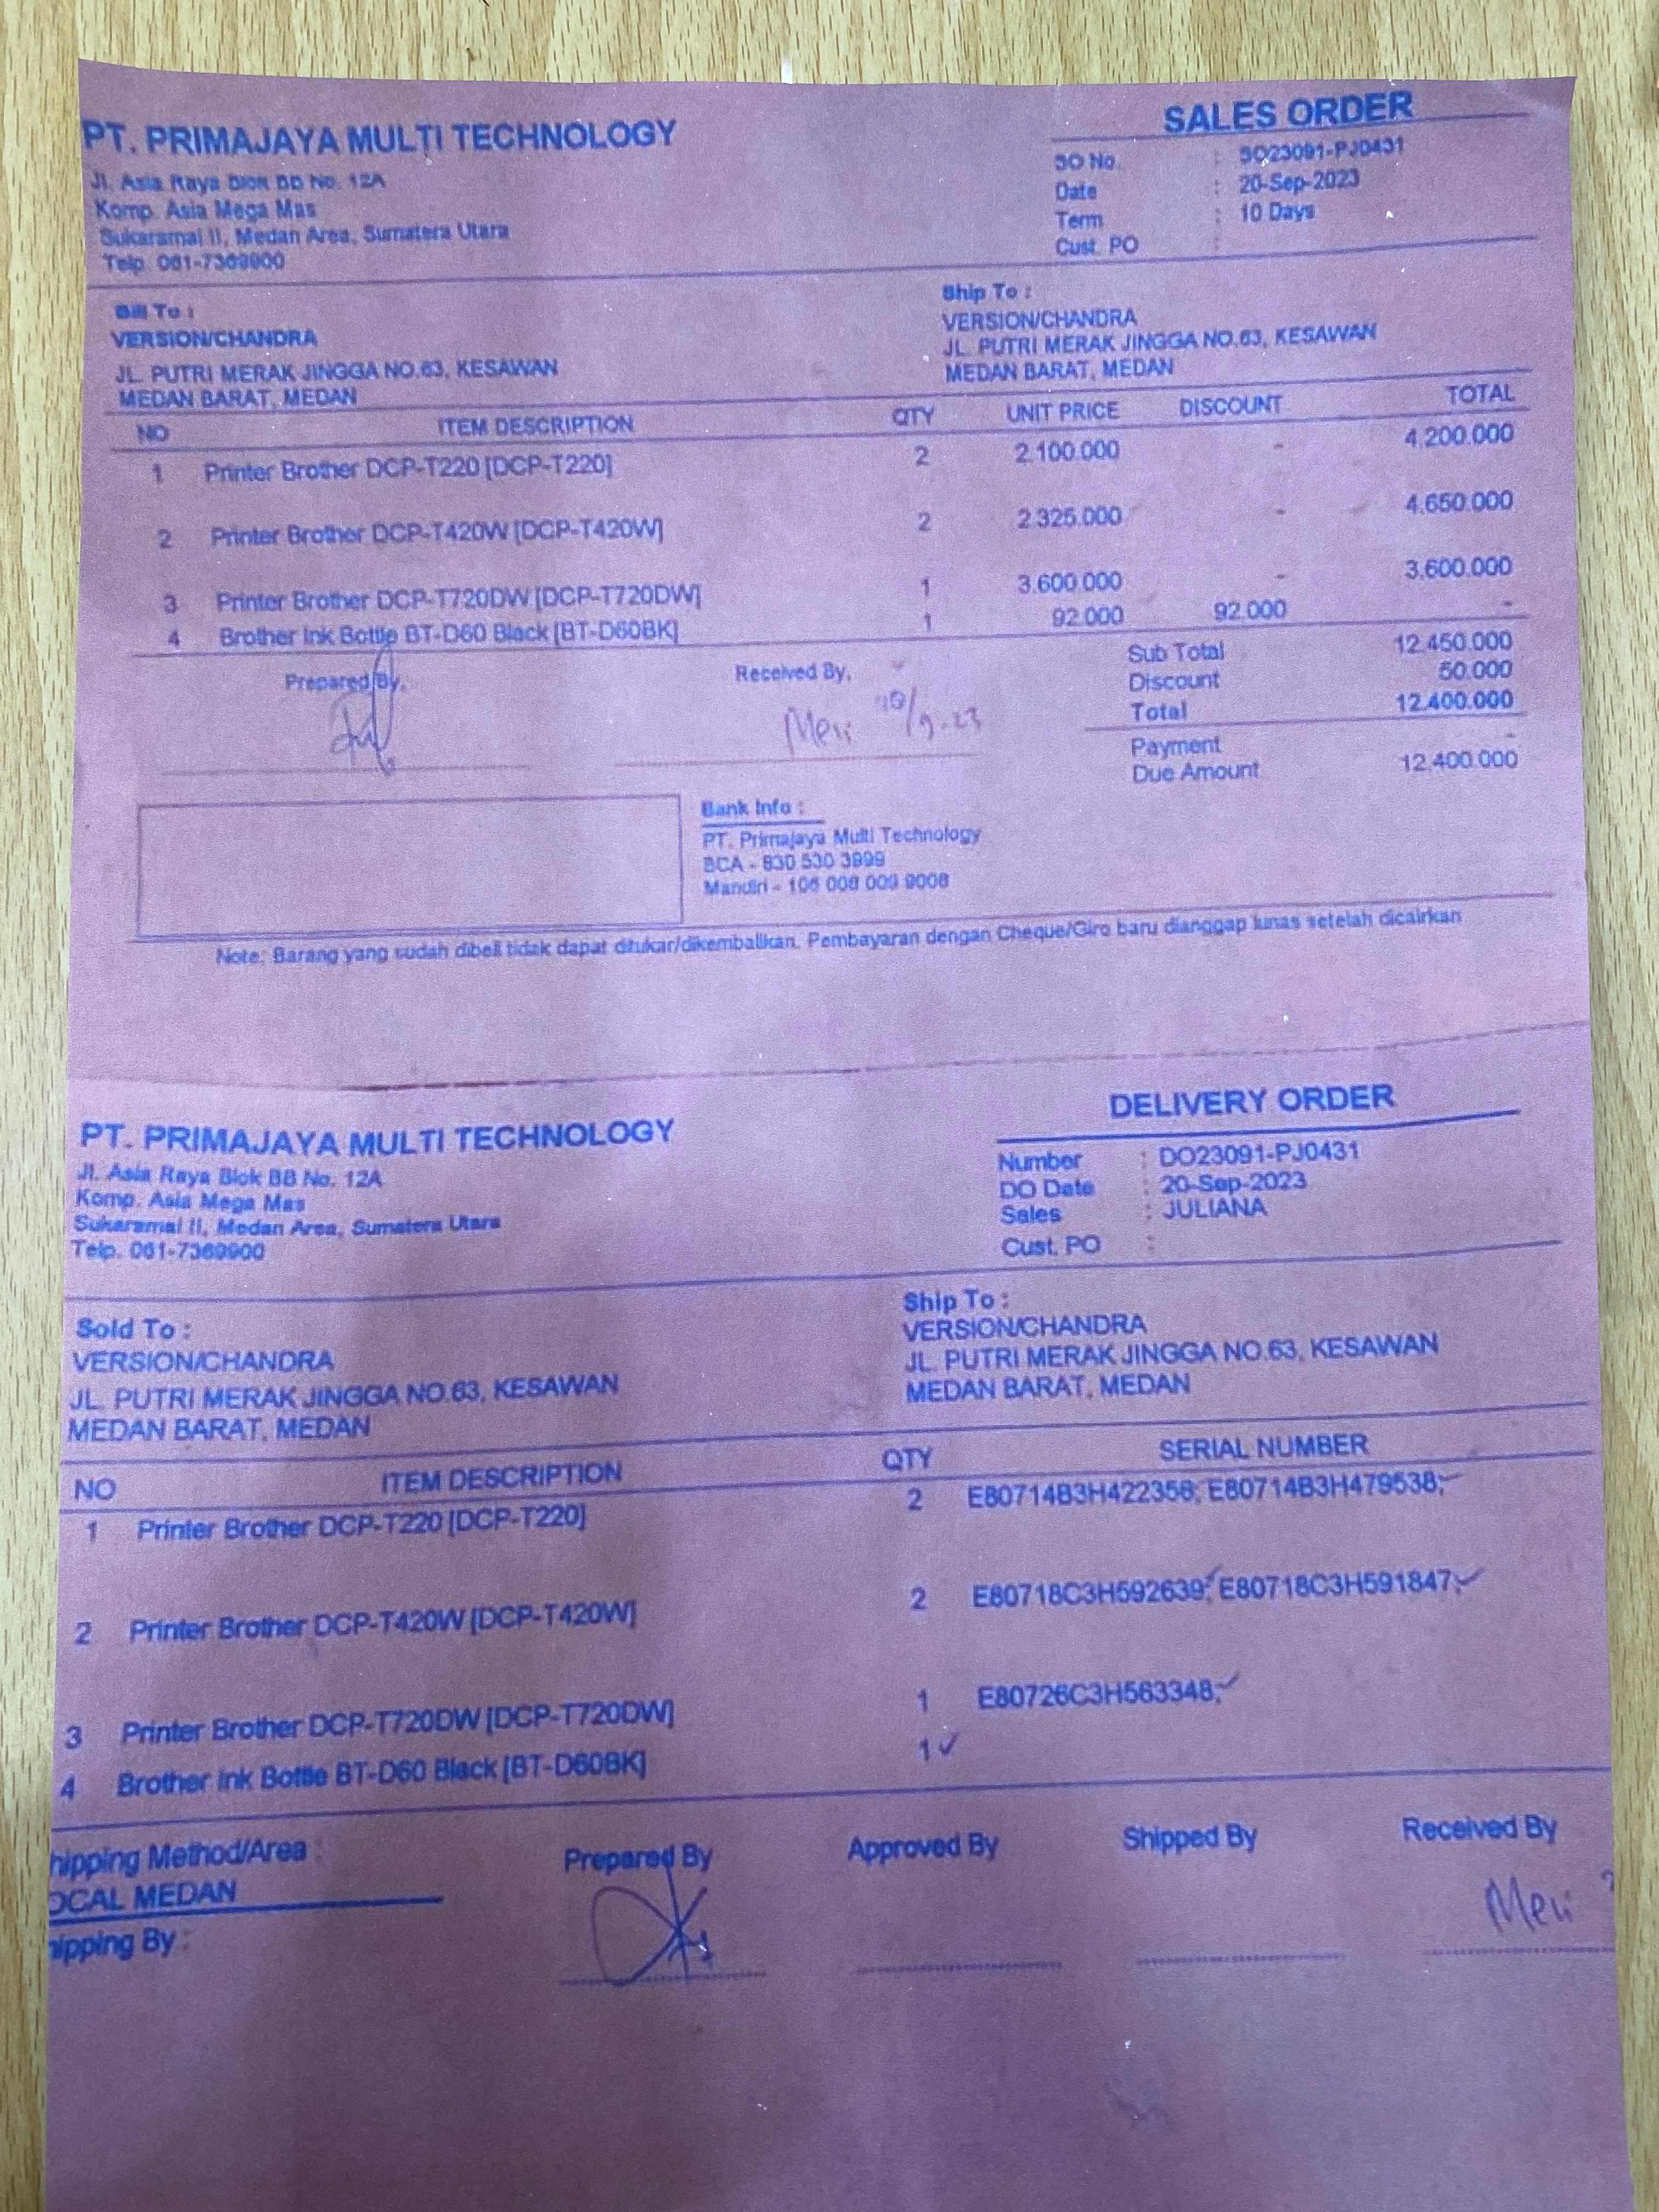 PT. PRIMAJAYA MULTI TECHNOLOGY
Jl. Asia Raya Blok BB No. 12A
Komp. Asia Mega Mas
Sukaramai II, Medan Area, Sumatera Utara
Telp. 061-7369900
SALES ORDER
SO No. : SO23091-PJ0431
Date : 20-Sep-2023
Term : 10 Days
Cust. PO :
Bill To :
VERSION/CHANDRA
JL. PUTRI MERAK JINGGA NO.63, KESAWAN
MEDAN BARAT, MEDAN
Ship To :
VERSION/CHANDRA
JL. PUTRI MERAK JINGGA NO.63, KESAWAN
MEDAN BARAT, MEDAN
NO ITEM DESCRIPTION QTY UNIT PRICE DISCOUNT TOTAL
1 Printer Brother DCP-T220 [DCP-T220] 2 2.100.000 - 4.200.000
2 Printer Brother DCP-T420W [DCP-T420W] 2 2.325.000 - 4.650.000
3 Printer Brother DCP-T720DW [DCP-T720DW] 1 3.600.000 - 3.600.000
4 Brother Ink Bottle BT-D60 Black [BT-D60BK] 1 92.000 92.000 -
Sub Total 12.450.000
Discount 50.000
Total 12.400.000
Payment -
Due Amount 12.400.000
Prepared By,
Received By,
Meri 20/9-23
Bank Info :
PT. Primajaya Multi Technology
BCA - 830 530 3999
Mandiri - 106 000 009 9006
Note: Barang yang sudah dibeli tidak dapat ditukar/dikembalikan. Pembayaran dengan Cheque/Giro baru dianggap lunas setelah dicairkan
PT. PRIMAJAYA MULTI TECHNOLOGY
Jl. Asia Raya Blok BB No. 12A
Komp. Asia Mega Mas
Sukaramai II, Medan Area, Sumatera Utara
Telp. 061-7369900
DELIVERY ORDER
Number : DO23091-PJ0431
DO Date : 20-Sep-2023
Sales : JULIANA
Cust. PO :
Sold To :
VERSION/CHANDRA
JL. PUTRI MERAK JINGGA NO.63, KESAWAN
MEDAN BARAT, MEDAN
Ship To :
VERSION/CHANDRA
JL. PUTRI MERAK JINGGA NO.63, KESAWAN
MEDAN BARAT, MEDAN
NO ITEM DESCRIPTION QTY SERIAL NUMBER
1 Printer Brother DCP-T220 [DCP-T220] 2 E80714B3H422358; E80714B3H479538;
2 Printer Brother DCP-T420W [DCP-T420W] 2 E80718C3H592639; E80718C3H591847;
3 Printer Brother DCP-T720DW [DCP-T720DW] 1 E80726C3H563348;
4 Brother Ink Bottle BT-D60 Black [BT-D60BK] 1 ✓
hipping Method/Area :
OCAL MEDAN
hipping By :
Prepared By
Approved By
Shipped By
Received By
Meri